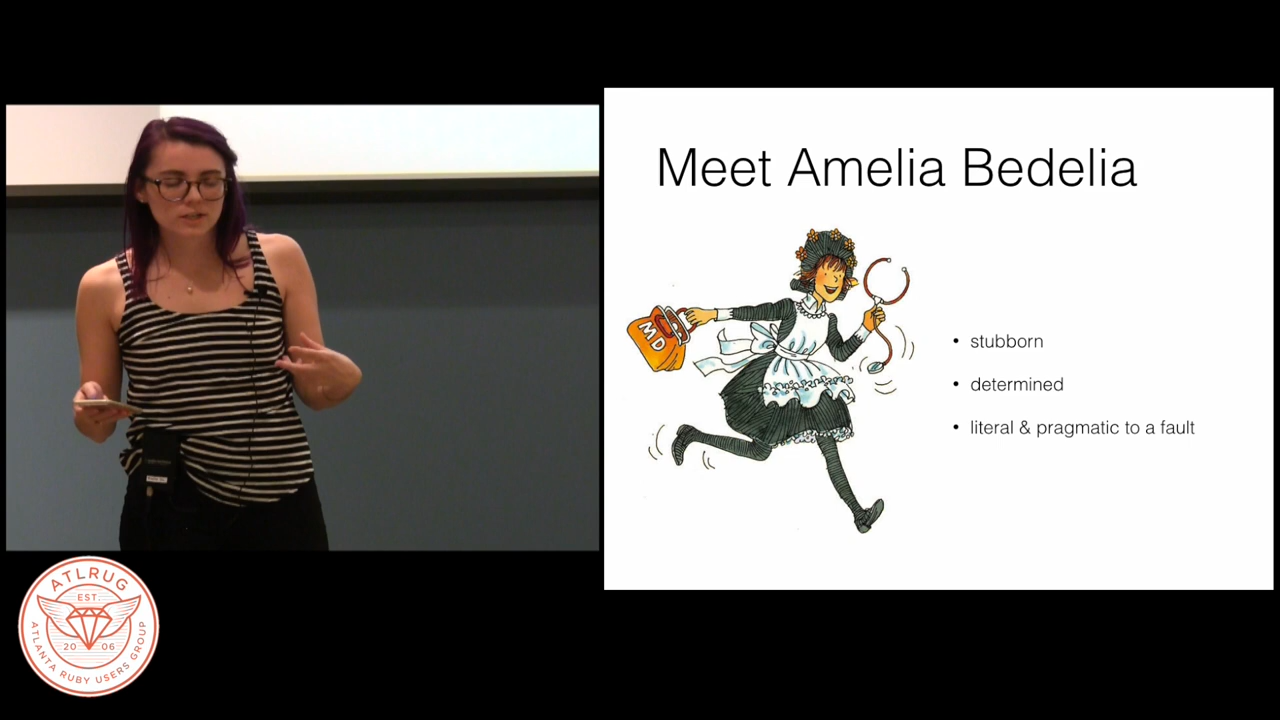 Meet Amelia Bedelia
MD
• stubborn
• determined
• literal & pragmatic to a fault
ATLRUG
EST.
20 06
ATLANTA RUBY USERS GROUP